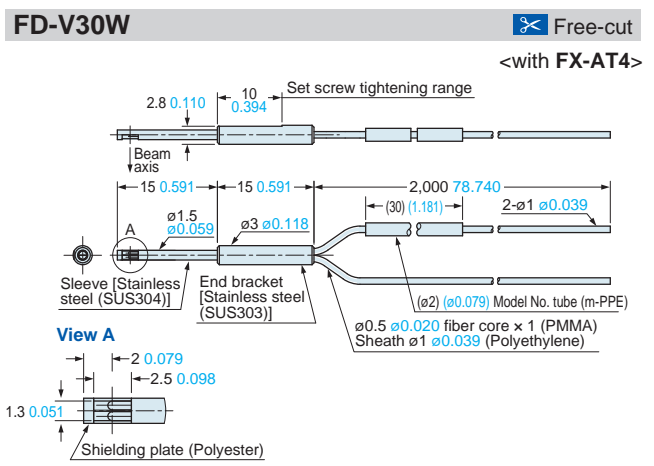 FD-V30W
Free-cut
<with FX-AT4>
10
0.394
Set screw tightening range
2.8 0.110
Beam
axis
15 0.591
15 0.591
2,000 78.740
(30) (1.181)
2-ø1 ø0.039
ø1.5
ø0.059
ø3 ø0.118
A
Sleeve [Stainless
steel (SUS304)]
End bracket
[Stainless steel
(SUS303)]
(ø2) (ø0.079) Model No. tube (m-PPE)
ø0.5 ø0.020 fiber core × 1 (PMMA)
Sheath ø1 ø0.039 (Polyethylene)
View A
2 0.079
2.5 0.098
1.3 0.051
Shielding plate (Polyester)